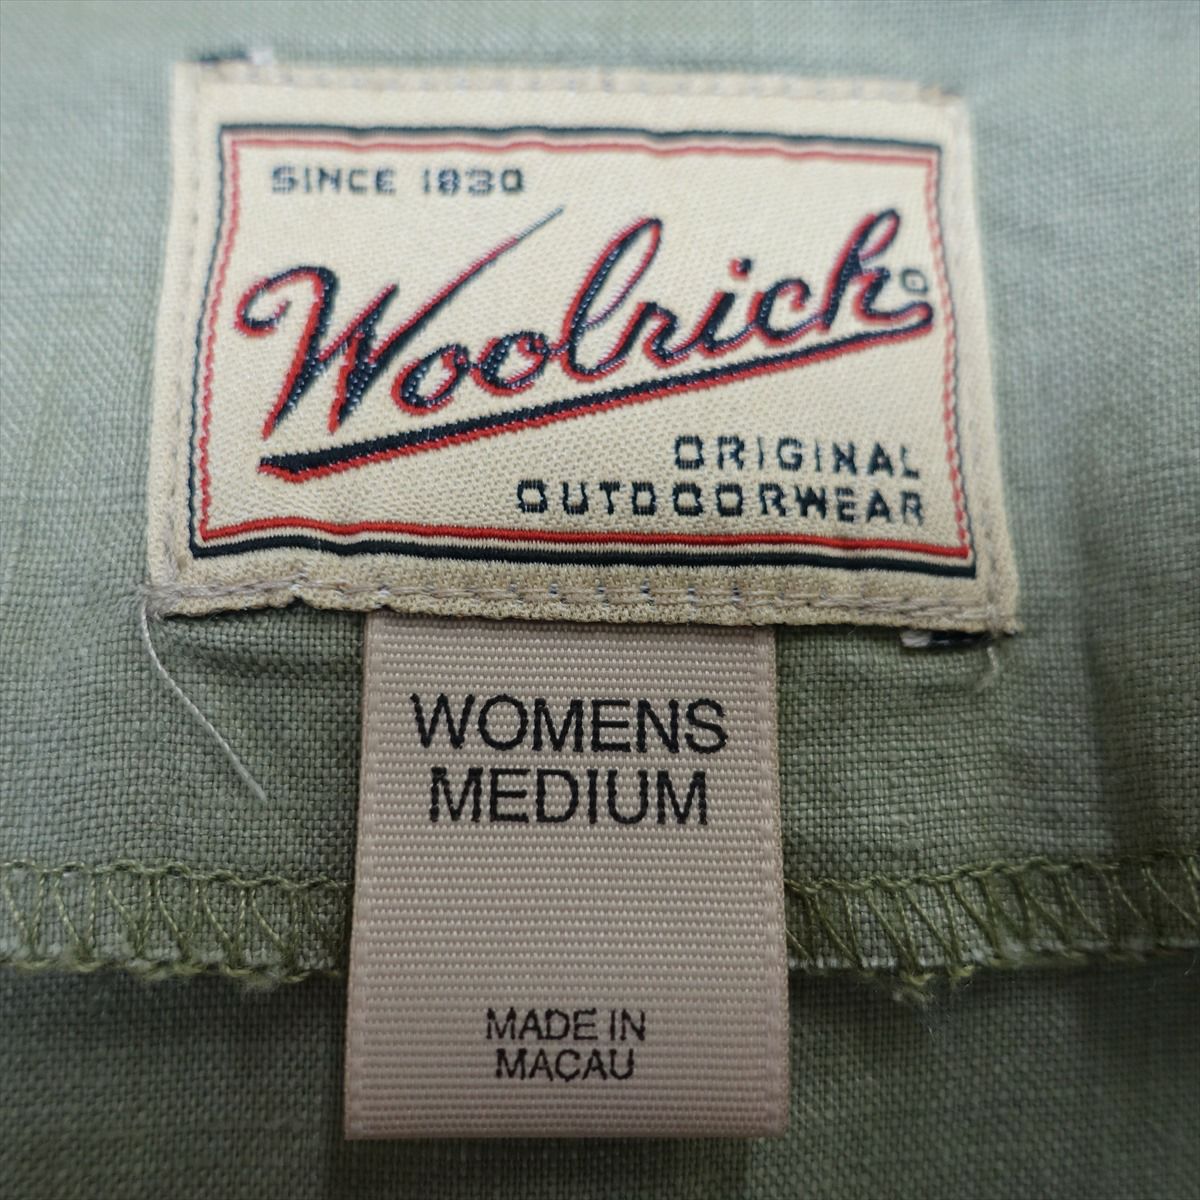 SINCE 1830
Woolrich®
ORIGINAL
OUTDOORWEAR
WOMENS
MEDIUM
MADE IN
MACAU